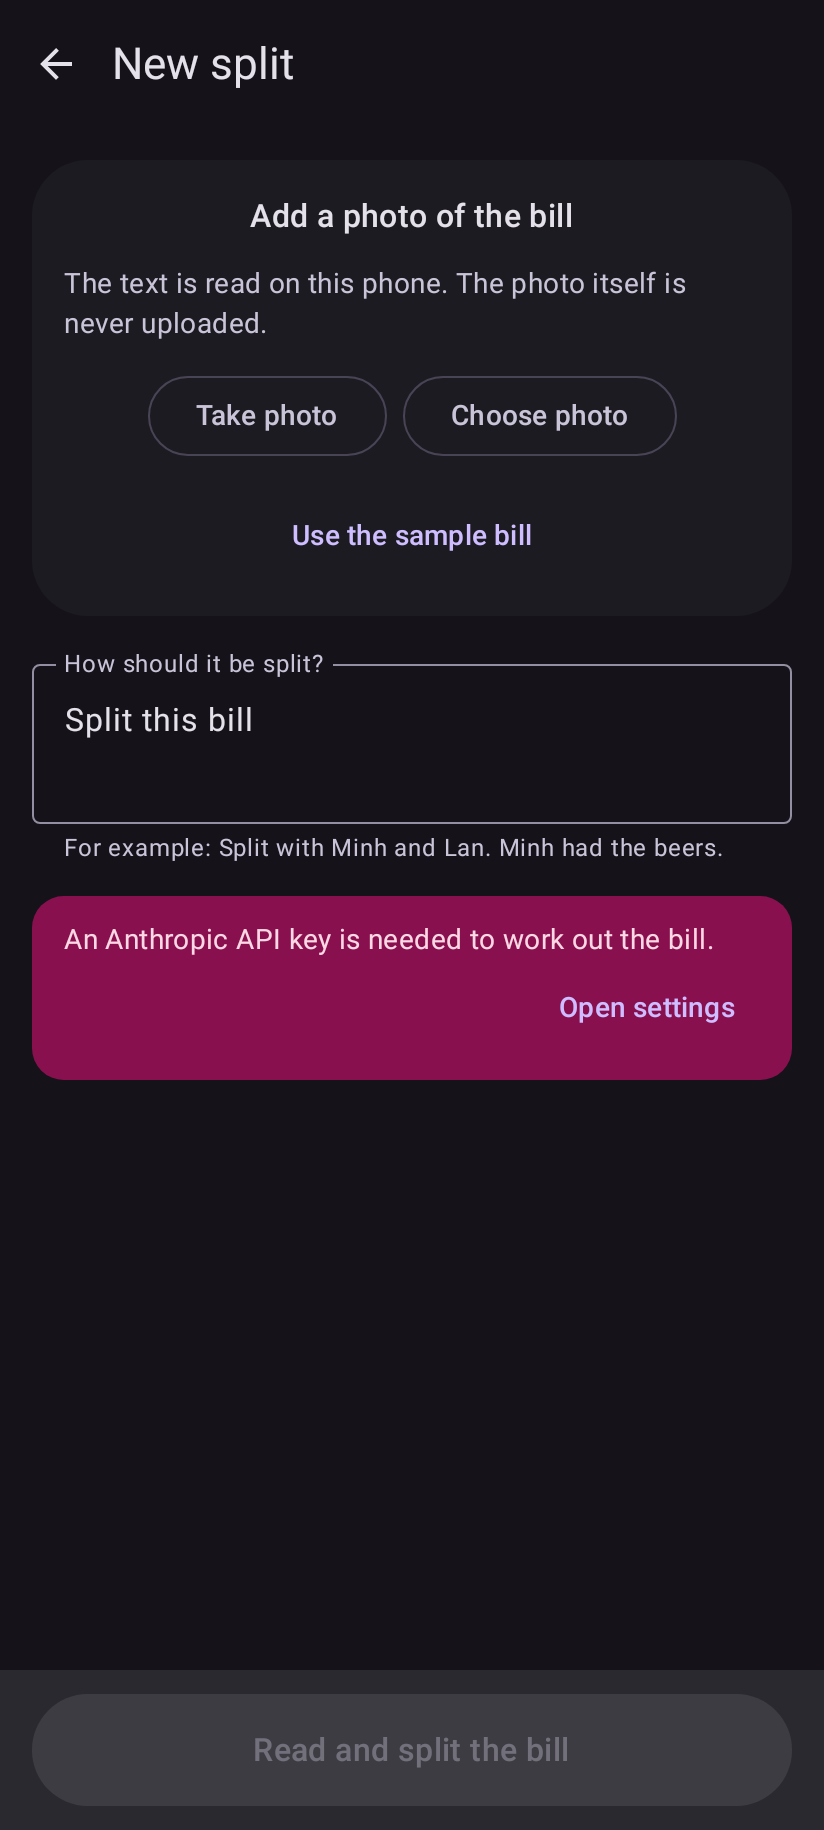 New split
Add a photo of the bill
The text is read on this phone. The photo itself is
never uploaded.
Take photo
Choose photo
Use the sample bill
How should it be split?
Split this bill
For example: Split with Minh and Lan. Minh had the beers.
An Anthropic API key is needed to work out the bill.
Open settings
Read and split the bill